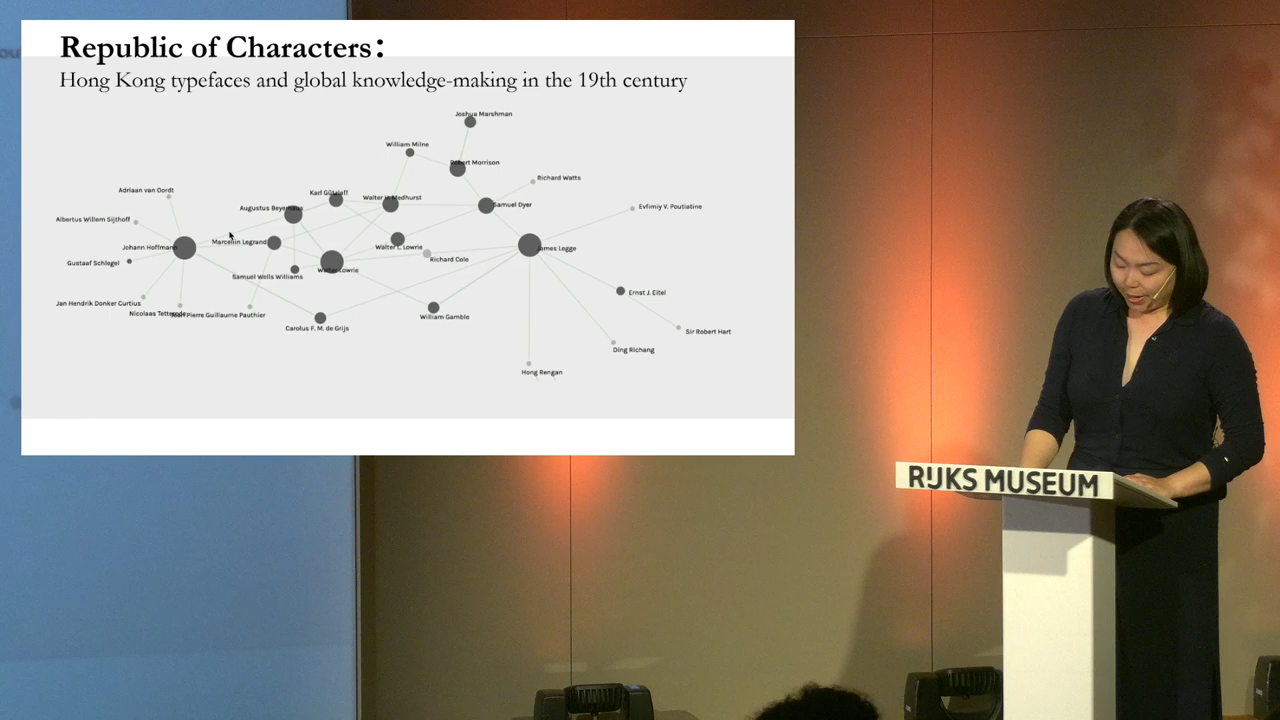 Republic of Characters:
Hong Kong typefaces and global knowledge-making in the 19th century
Joshua Marshman
William Milne
Robert Morrison
Richard Watts
Adriaan van Oordt
Karl Gützlaff
Walter H. Medhurst
Samuel Dyer
Evfimiy V. Poutiatine
Augustus Beyerhaus
Albertus Willem Sijthoff
Marcellin Legrand
Johann Hoffmann
Walter L. Lowrie
James Legge
Richard Cole
Gustaaf Schlegel
Walter Lowrie
Samuel Wells Williams
Ernst J. Eitel
Jan Hendrik Donker Curtius
Nicolaas Tetterode
Jean Pierre Guillaume Pauthier
William Gamble
Carolus F. M. de Grijs
Sir Robert Hart
Ding Richang
Hong Rengan
RIJKS MUSEUM